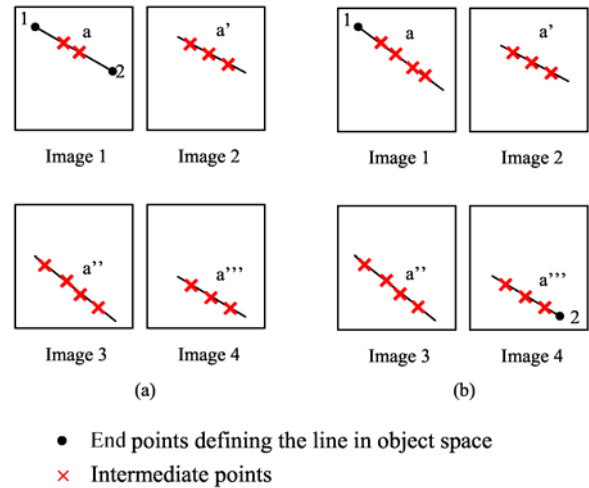 1 a 2
a'
1 a
a'
Image 1
Image 2
Image 1
Image 2
a''
a'''
a''
a''' 2
Image 3
Image 4
Image 3
Image 4
(a)
(b)
End points defining the line in object space
Intermediate points